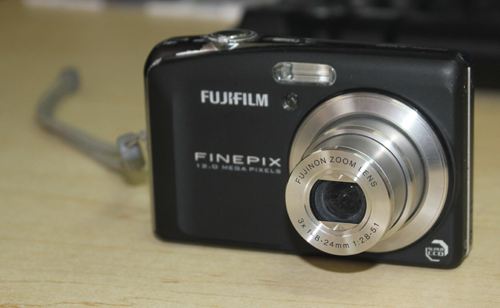 FUJIFILM
FINEPIX
12.0 MEGA PIXELS
FUJINON ZOOM LENS
3x f=8-24mm 1:2.8-5.1